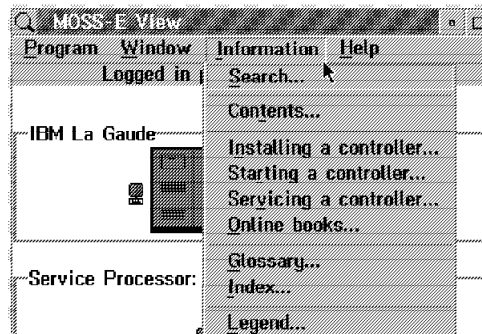 MOSS-E View
Program Window Information Help
Logged in
Search...
Contents...
IBM La Gaude
Installing a controller...
Starting a controller...
Servicing a controller...
Online books...
Glossary...
Service Processor:
Index...
Legend...